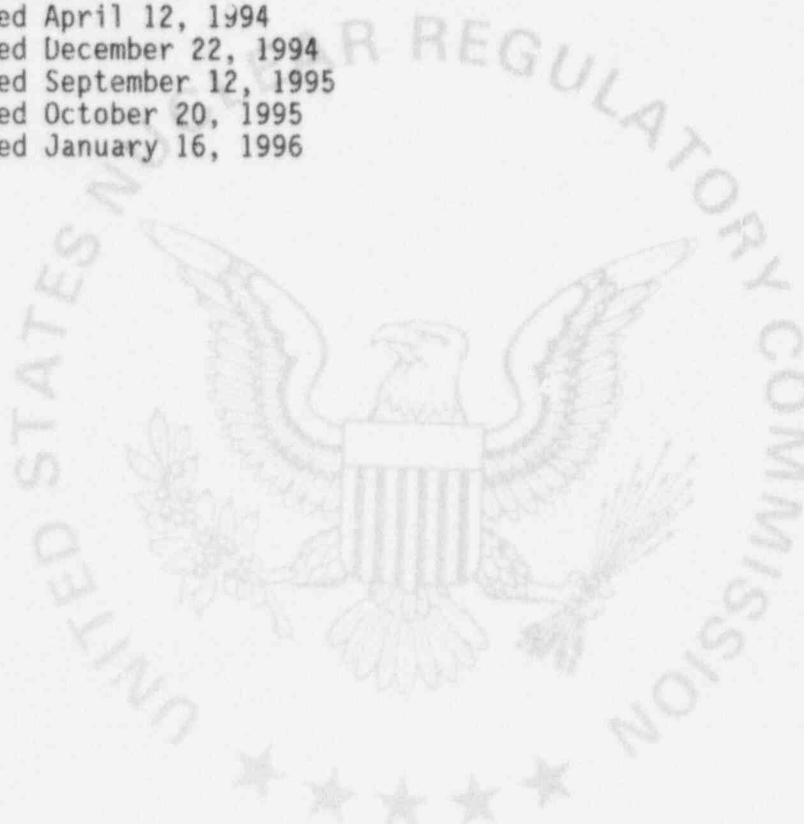 ed April 12, 1994
ed December 22, 1994
ed September 12, 1995
ed October 20, 1995
ed January 16, 1996
UNITED STATES NUCLEAR REGULATORY COMMISSION